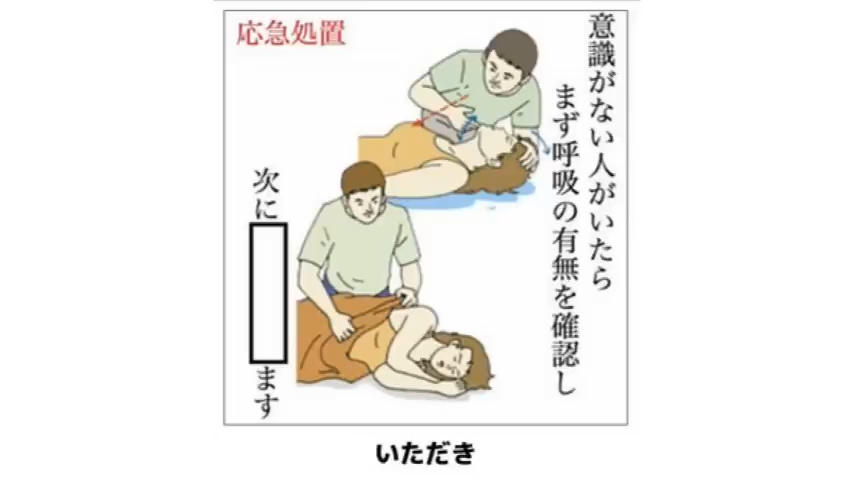 応急処置
意識がない人がいたら
まず呼吸の有無を確認し
次に
ます
いただき